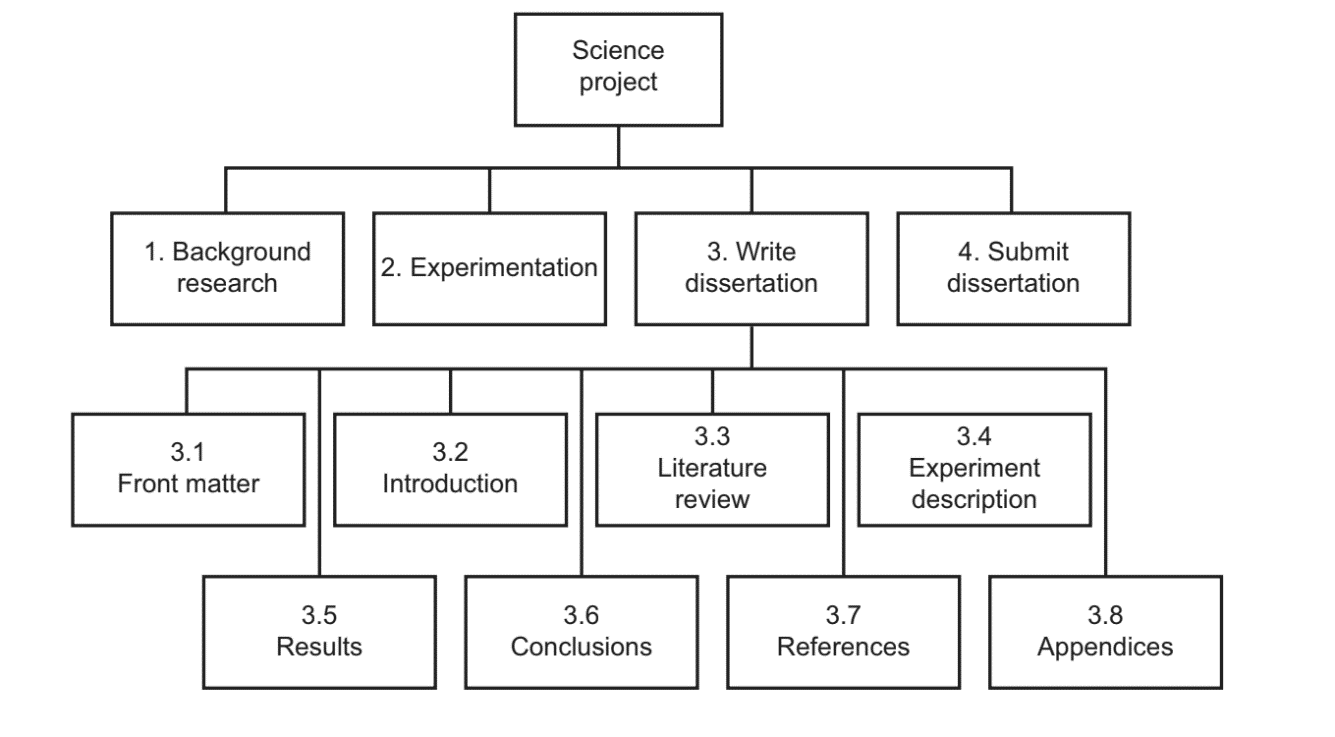 Science
project
1. Background
research
2. Experimentation
3. Write
dissertation
4. Submit
dissertation
3.1
Front matter
3.2
Introduction
3.3
Literature
review
3.4
Experiment
description
3.5
Results
3.6
Conclusions
3.7
References
3.8
Appendices